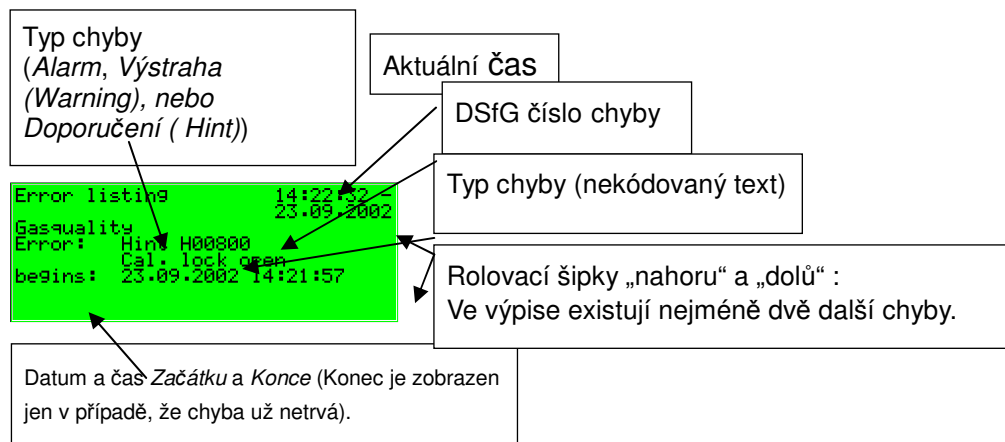 Typ chyby
(Alarm, Výstraha
(Warning), nebo
Doporučení ( Hint))
Aktuální čas
DSfG číslo chyby
Typ chyby (nekódovaný text)
Error listing 14:22:32 -
23.09.2002
Gasquality
Error: Hint H00800
Cal. lock open
begins: 23.09.2002 14:21:57
Rolovací šipky „nahoru“ a „dolů“ :
Ve výpise existují nejméně dvě další chyby.
Datum a čas Začátku a Konce (Konec je zobrazen
jen v případě, že chyba už netrvá).